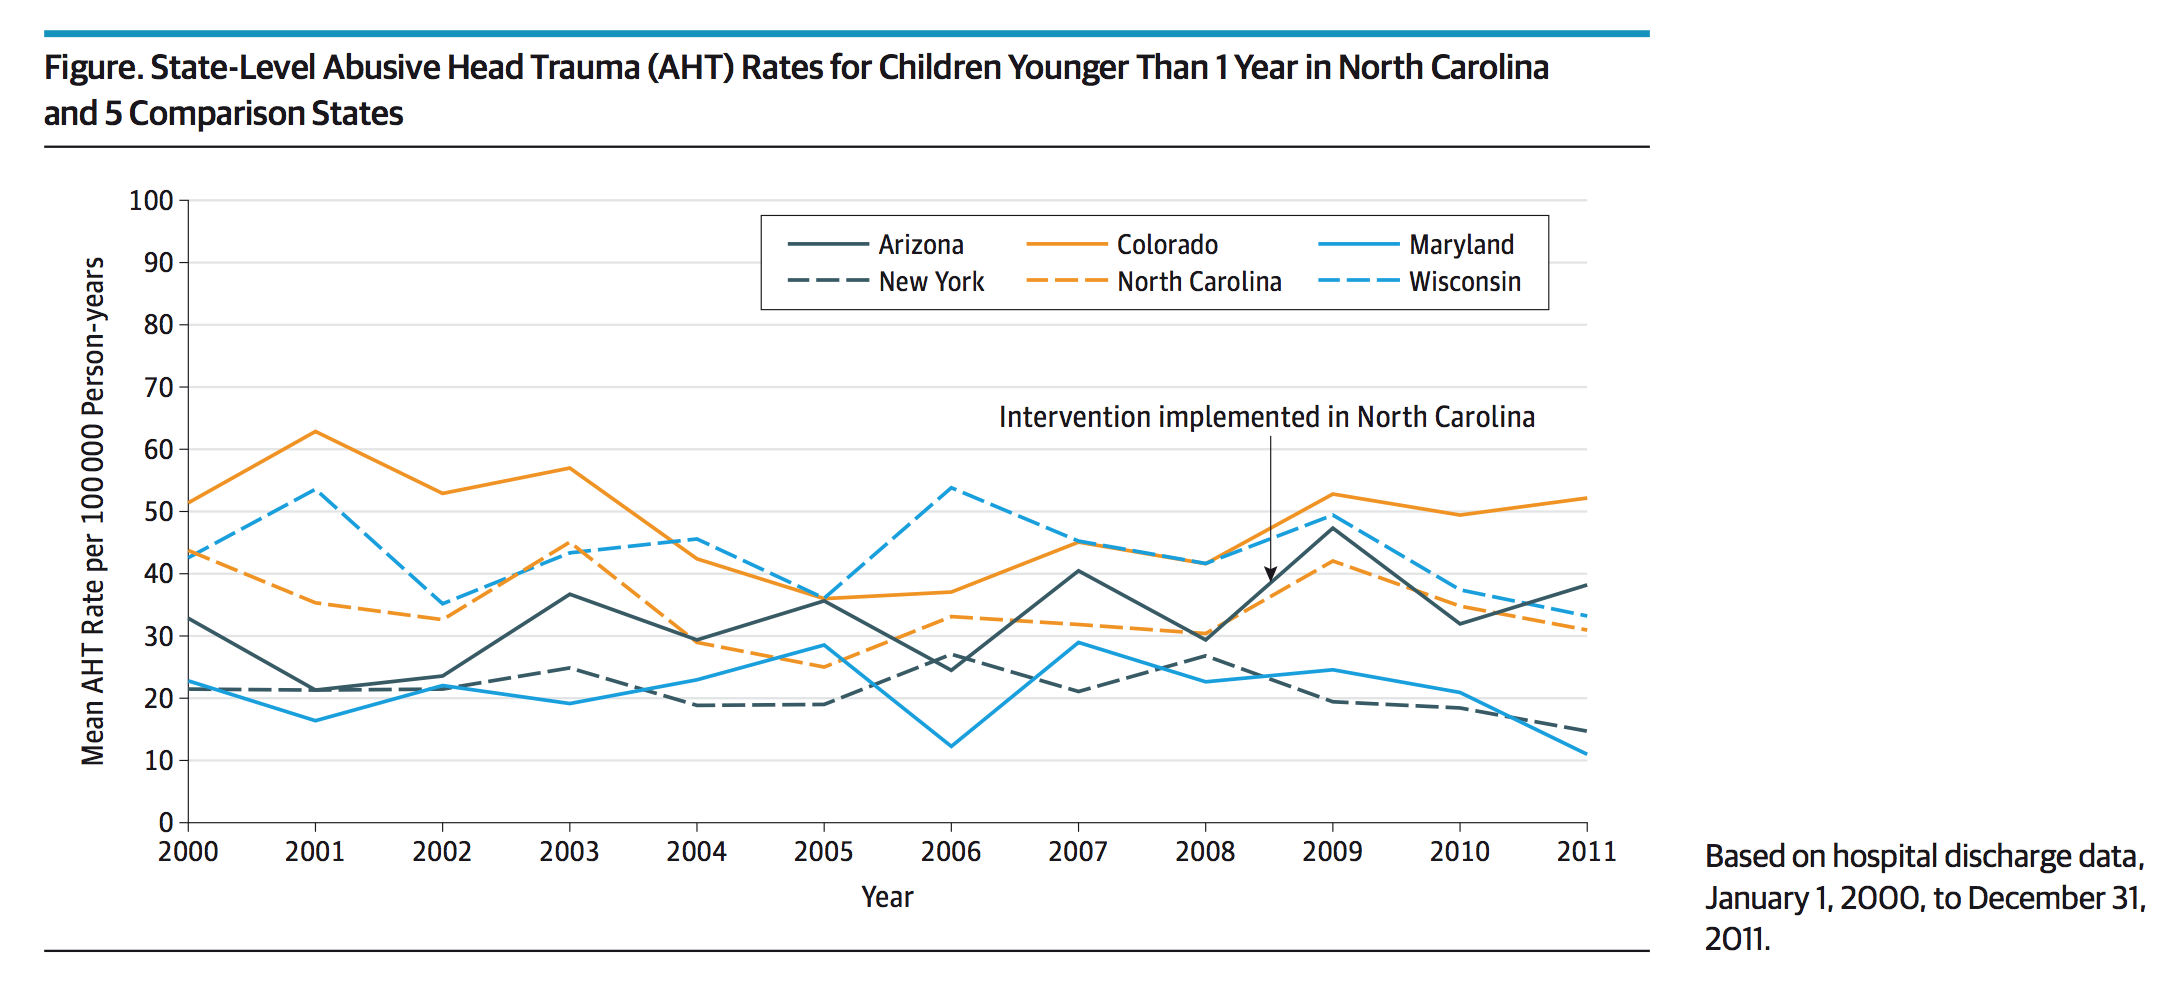 Figure. State-Level Abusive Head Trauma (AHT) Rates for Children Younger Than 1 Year in North Carolina
and 5 Comparison States
100
90
80
70
60
50
40
30
20
10
0
Mean AHT Rate per 100 000 Person-years
Arizona
Colorado
Maryland
New York
North Carolina
Wisconsin
Intervention implemented in North Carolina
2000
2001
2002
2003
2004
2005
2006
2007
2008
2009
2010
2011
Year
Based on hospital discharge data,
January 1, 2000, to December 31,
2011.